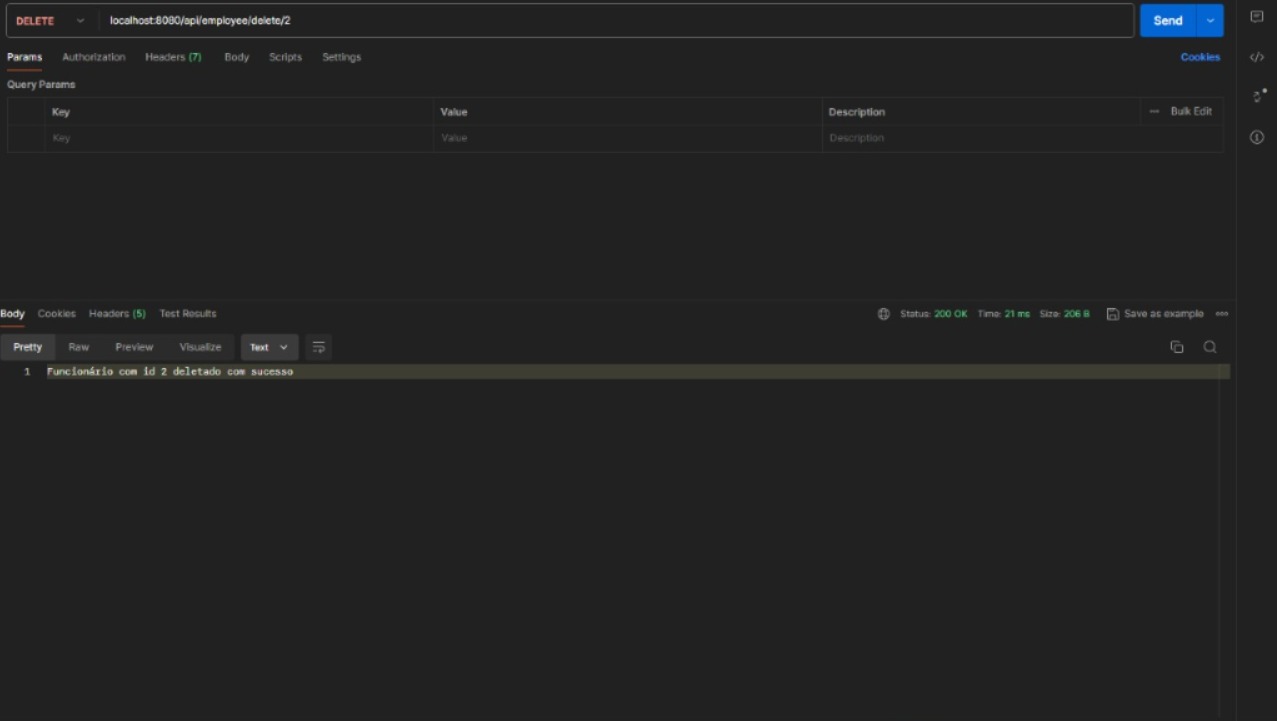 DELETE localhost:8080/api/employee/delete/2 Send
Params Authorization Headers (7) Body Scripts Settings Cookies
Query Params
Key Value Description ••• Bulk Edit
Key Value Description
Body Cookies Headers (5) Test Results Status: 200 OK Time: 21 ms Size: 206 B Save as example •••
Pretty Raw Preview Visualize Text
1 Funcionário com id 2 deletado com sucesso